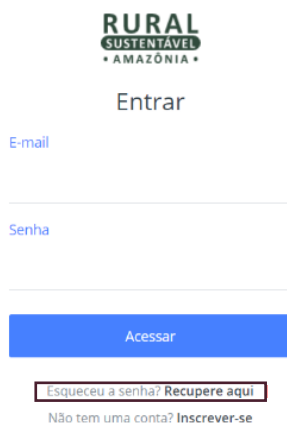 RURAL
SUSTENTÁVEL
• AMAZÔNIA •
Entrar
E-mail
Senha
Acessar
Esqueceu a senha? Recupere aqui
Não tem uma conta? Inscrever-se